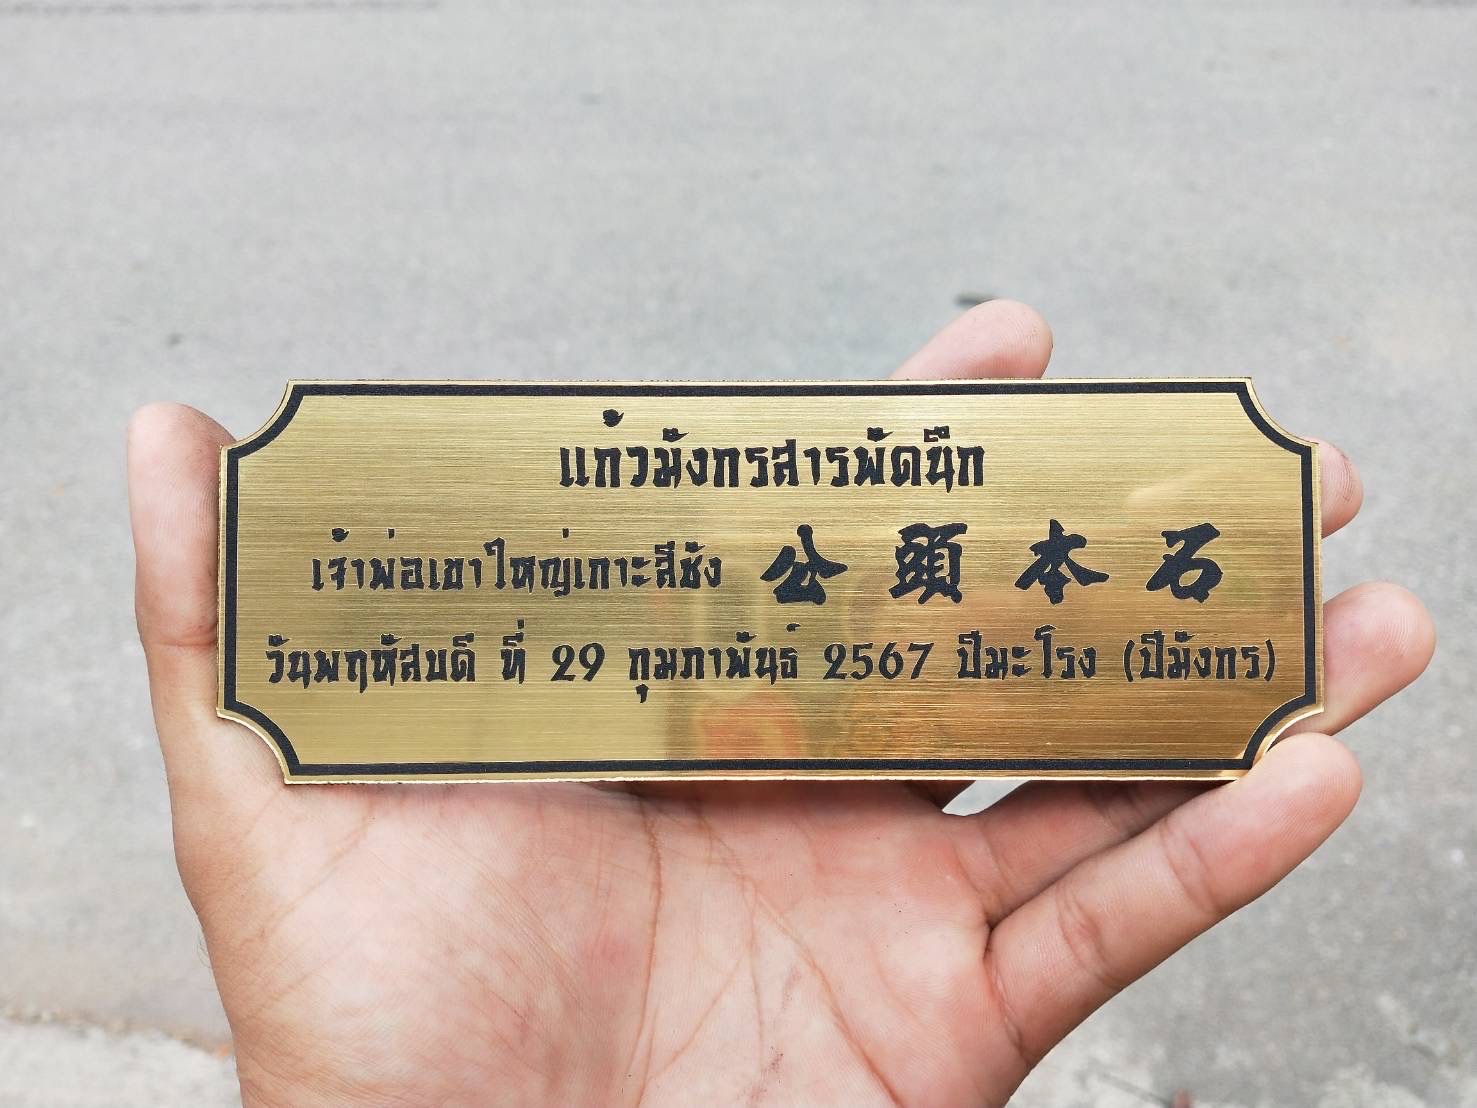 แก้วมังกรสารพัดนึก
เจ้าพ่อเขาใหญ่เกาะสีชัง 公 頭 本 石
วันพฤหัสบดี ที่ 29 กุมภาพันธ์ 2567 ปีมะโรง (ปีมังกร)